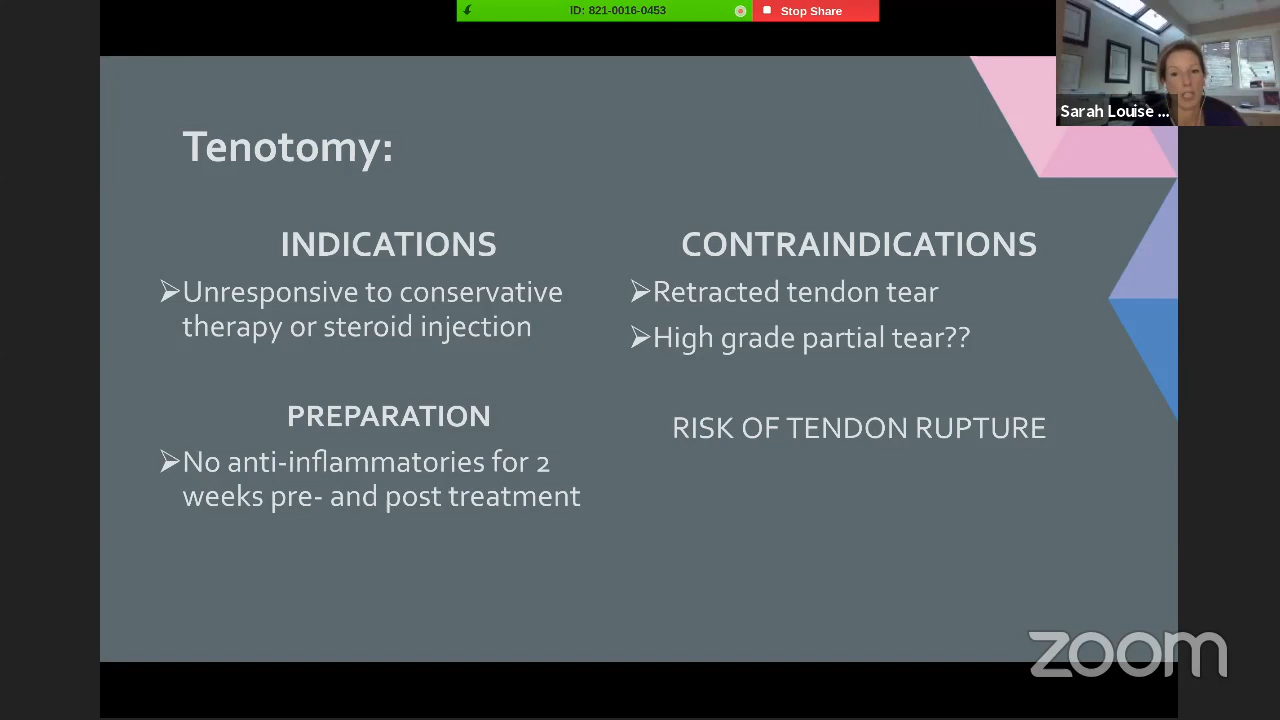 ID: 821-0016-0453
Stop Share
Sarah Louise ...
Tenotomy:
INDICATIONS
➢Unresponsive to conservative
therapy or steroid injection
PREPARATION
➢No anti-inflammatories for 2
weeks pre- and post treatment
CONTRAINDICATIONS
➢Retracted tendon tear
➢High grade partial tear??
RISK OF TENDON RUPTURE
zoom